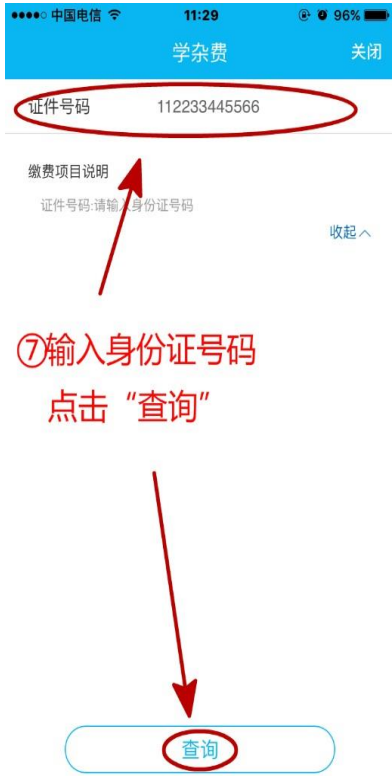 中国电信 11:29 96%
学杂费 关闭
证件号码 112233445566
缴费项目说明
证件号码:请输入身份证号码
收起
⑦输入身份证号码
点击“查询”
查询